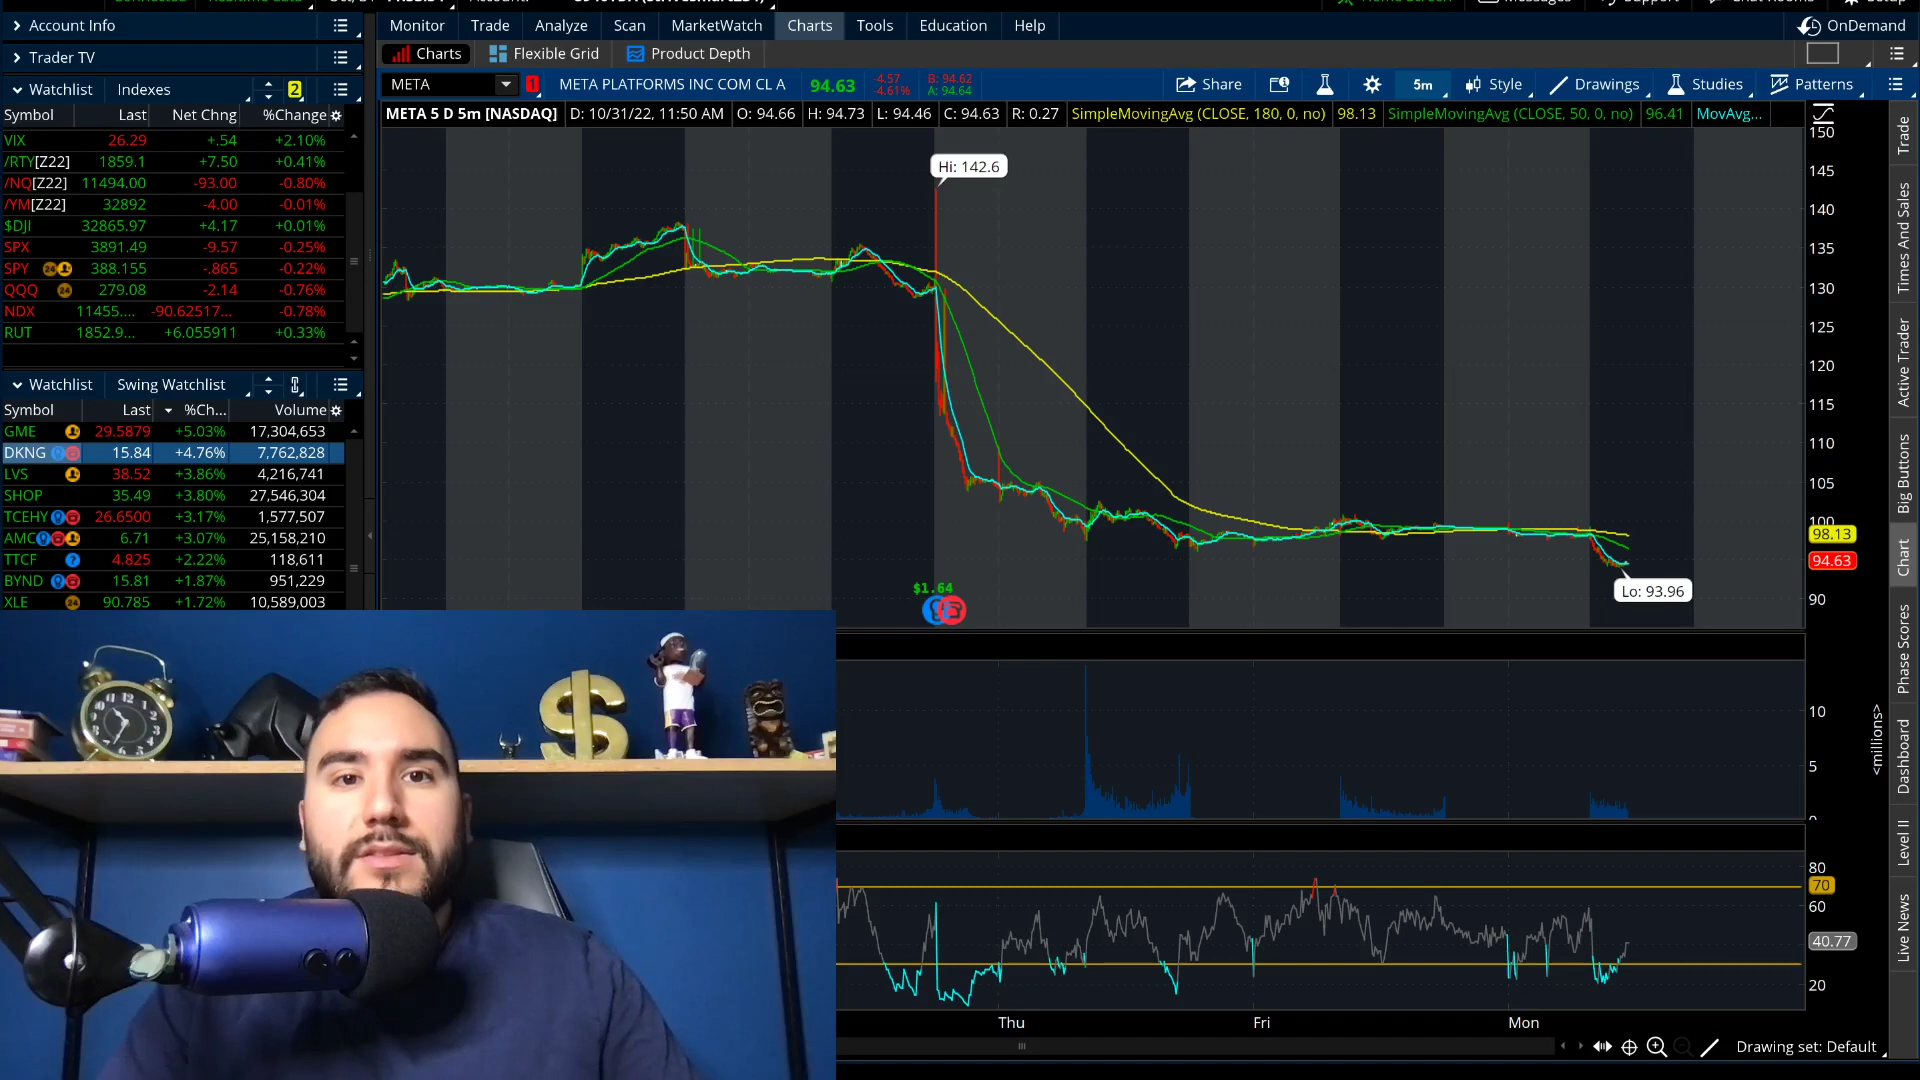 Account Info
Trader TV
Watchlist Indexes 2
Symbol Last Net Chng %Change
VIX 26.29 +.54 +2.10%
/RTY[Z22] 1859.1 +7.50 +0.41%
/NQ[Z22] 11494.00 -93.00 -0.80%
/YM[Z22] 32892 -4.00 -0.01%
$DJI 32865.97 +4.17 +0.01%
SPX 3891.49 -9.57 -0.25%
SPY 24 388.155 -.865 -0.22%
QQQ 24 279.08 -2.14 -0.76%
NDX 11455.... -90.62517... -0.78%
RUT 1852.9... +6.055911 +0.33%
Watchlist Swing Watchlist
Symbol Last %Ch... Volume
GME 29.5879 +5.03% 17,304,653
DKNG 15.84 +4.76% 7,762,828
LVS 38.52 +3.86% 4,216,741
SHOP 35.49 +3.80% 27,546,304
TCEHY 26.6500 +3.17% 1,577,507
AMC 6.71 +3.07% 25,158,210
TTCF ? 4.825 +2.22% 118,611
BYND 15.81 +1.87% 951,229
XLE 24 90.785 +1.72% 10,589,003
Monitor Trade Analyze Scan MarketWatch Charts Tools Education Help
OnDemand
Charts Flexible Grid Product Depth
META 1 META PLATFORMS INC COM CL A 94.63 -4.57 B: 94.62
-4.61% A: 94.64
Share 5m Style Drawings Studies Patterns
META 5 D 5m [NASDAQ] D: 10/31/22, 11:50 AM O: 94.66 H: 94.73 L: 94.46 C: 94.63 R: 0.27 SimpleMovingAvg (CLOSE, 180, 0, no) 98.13 SimpleMovingAvg (CLOSE, 50, 0, no) 96.41 MovAvg...
Hi: 142.6
$1.64
Lo: 93.96
150
145
140
135
130
125
120
115
110
105
100
98.13
94.63
90
10
5
0
<millions>
80
70
60
40.77
20
Thu Fri Mon
Drawing set: Default
Trade
Times And Sales
Active Trader
Big Buttons
Chart
Phase Scores
Dashboard
Level II
Live News